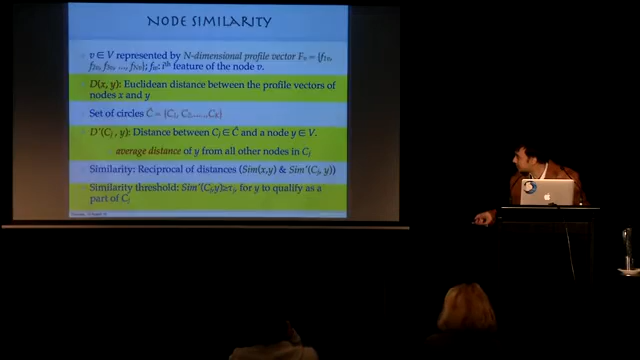 NODE SIMILARITY
v ∈ V represented by N-dimensional profile vector Fv = {f1v,
f2v, f3v, ..., fNv}; fiv: ith feature of the node v.
D(x, y): Euclidean distance between the profile vectors of
nodes x and y
Set of circles Ĉ = {C1, C2,....,CK}
D'(Cj , y): Distance between Cj ∈ Ĉ and a node y ∈ V.
average distance of y from all other nodes in Cj
Similarity: Reciprocal of distances (Sim(x,y) & Sim'(Cj, y))
Similarity threshold: Sim'(Cj,y)≥τj, for y to qualify as a
part of Cj